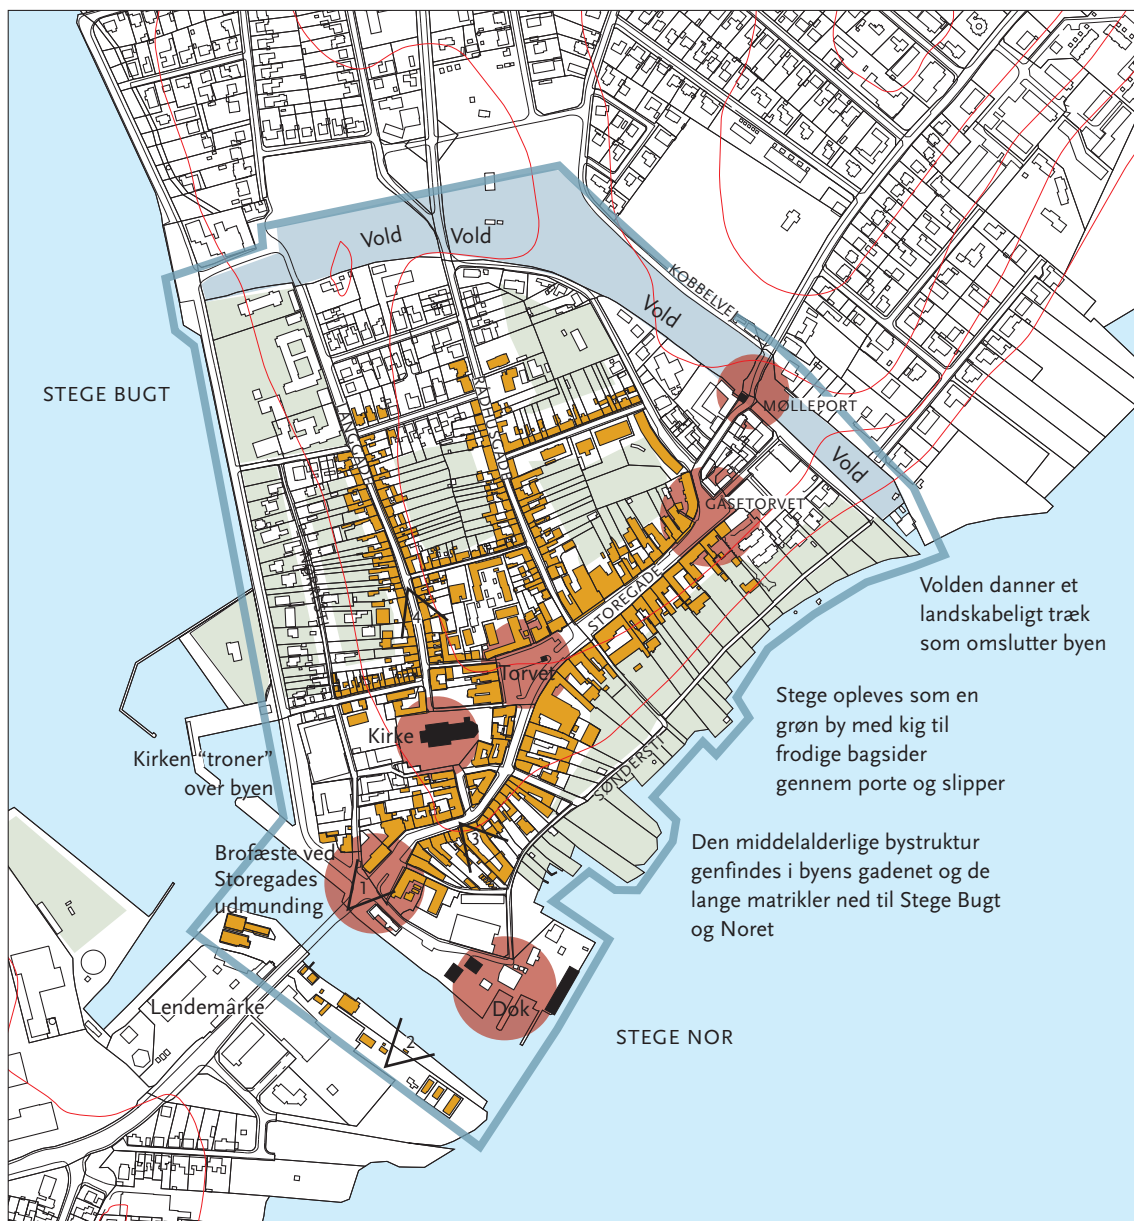 Vold
Vold
KOBBELVEJ
Vold
STEGE BUGT
MØLLEPORT
Vold
GÅSETORVET
STOREGADE
Volden danner et
landskabeligt træk
som omslutter byen
4
Torvet
Stege opleves som en
grøn by med kig til
frodige bagsider
gennem porte og slipper
Kirke
Kirken “troner”
over byen
SØNDERSTI
3
Den middelalderlige bystruktur
genfindes i byens gadenet og de
lange matrikler ned til Stege Bugt
og Noret
Brofæste ved
Storegades
udmunding
1
Lendemårke
Dok
STEGE NOR
2